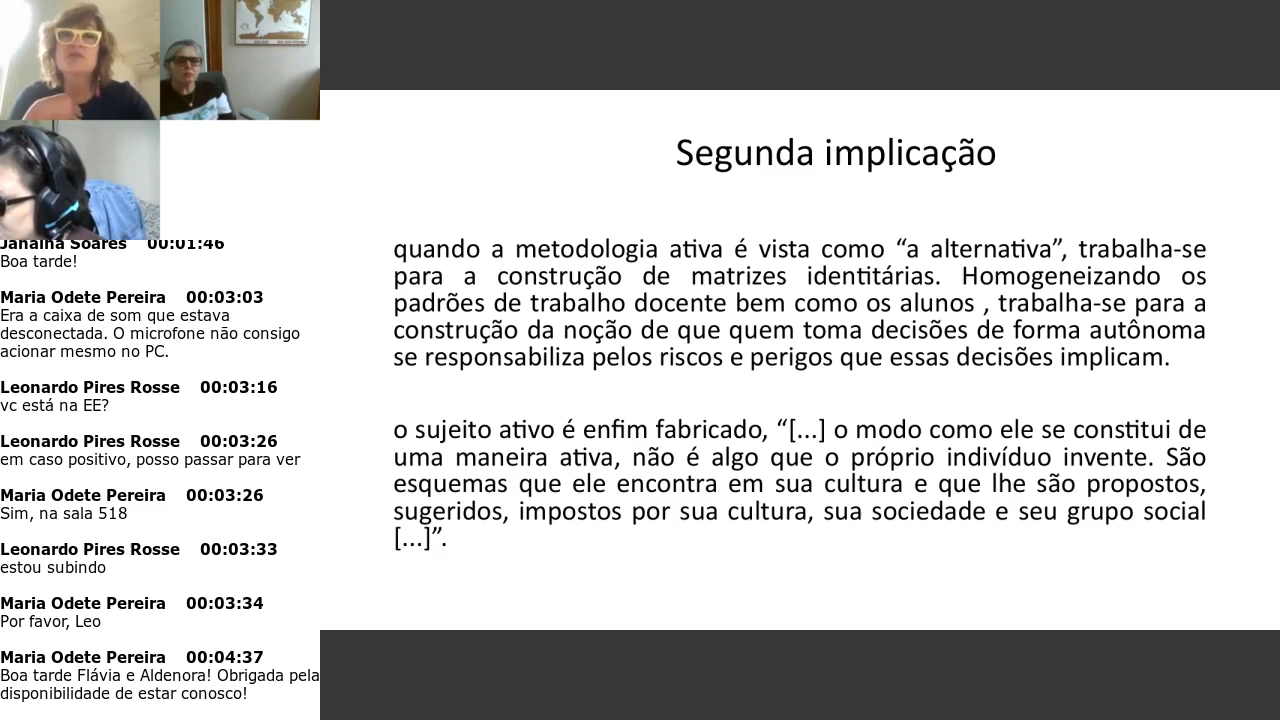 Janaína Soares 00:01:46
Boa tarde!
Maria Odete Pereira 00:03:03
Era a caixa de som que estava
desconectada. O microfone não consigo
acionar mesmo no PC.
Leonardo Pires Rosse 00:03:16
vc está na EE?
Leonardo Pires Rosse 00:03:26
em caso positivo, posso passar para ver
Maria Odete Pereira 00:03:26
Sim, na sala 518
Leonardo Pires Rosse 00:03:33
estou subindo
Maria Odete Pereira 00:03:34
Por favor, Leo
Maria Odete Pereira 00:04:37
Boa tarde Flávia e Aldenora! Obrigada pela
disponibilidade de estar conosco!
Segunda implicação
quando a metodologia ativa é vista como “a alternativa”, trabalha-se
para a construção de matrizes identitárias. Homogeneizando os
padrões de trabalho docente bem como os alunos , trabalha-se para a
construção da noção de que quem toma decisões de forma autônoma
se responsabiliza pelos riscos e perigos que essas decisões implicam.
o sujeito ativo é enfim fabricado, “[...] o modo como ele se constitui de
uma maneira ativa, não é algo que o próprio indivíduo invente. São
esquemas que ele encontra em sua cultura e que lhe são propostos,
sugeridos, impostos por sua cultura, sua sociedade e seu grupo social
[...]”.